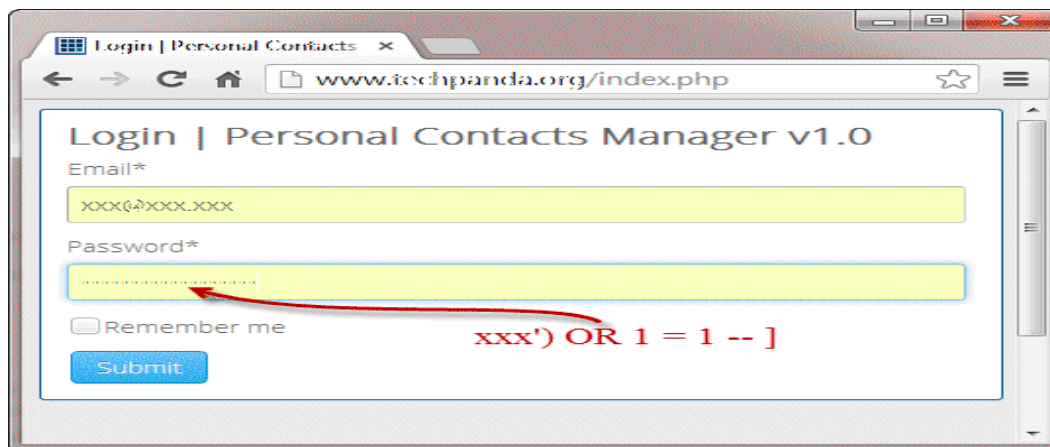 Login | Personal Contacts
www.techpanda.org/index.php
Login | Personal Contacts Manager v1.0
Email*
xxx@xxx.xxx
Password*
Remember me
xxx') OR 1 = 1 -- ]
Submit